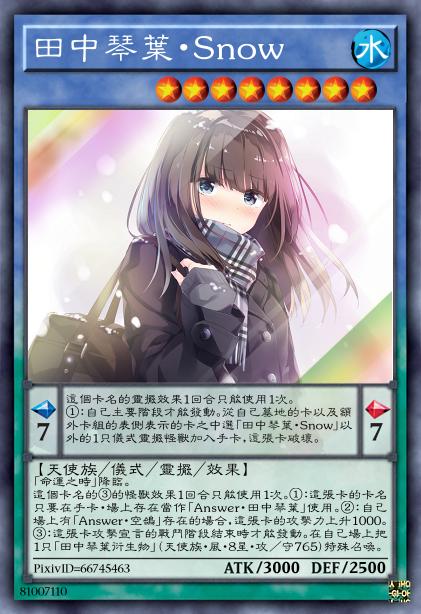 田中琴葉・Snow
水
這個卡名的靈擺效果1回合只能使用1次。
①：自己主要階段才能發動。從自己墓地的卡以及額
外卡組的表側表示的卡之中選「田中琴葉・Snow」以
外的1只儀式靈擺怪獸加入手卡，這張卡破壞。
7
7
【天使族／儀式／靈擺／效果】
「命運之時」降臨。
這個卡名的③的怪獸效果1回合只能使用1次。①：這張卡的卡名
只要在手卡・場上存在當作「Answer・田中琴葉」使用。②：自己
場上有「Answer・空鴿」存在的場合，這張卡的攻擊力上升1000。
③：這張卡攻擊宣言的戰鬥階段結束時才能發動。在自己場上把
1只「田中琴葉衍生物」(天使族・風・8星・攻／守765)特殊召喚。
PixivID=66745463
ATK/3000 DEF/2500
81007110